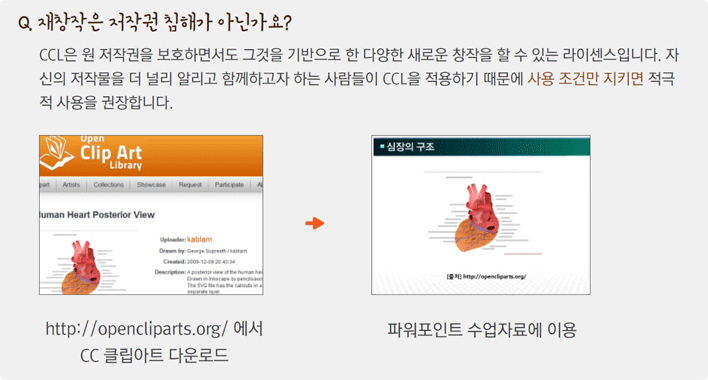 Q. 재창작은 저작권 침해가 아닌가요?
CCL은 원 저작권을 보호하면서도 그것을 기반으로 한 다양한 새로운 창작을 할 수 있는 라이센스입니다. 자
신의 저작물을 더 널리 알리고 함께하고자 하는 사람들이 CCL을 적용하기 때문에 사용 조건만 지키면 적극
적 사용을 권장합니다.
Open
Clip Art
Library
part Artists Collections Showcase Request Participate Al
Human Heart Posterior View
Uploader: kablam
Drawn by: George Supreeth / kablam
Created: 2009-12-09 20:40:34
Description: A posterior view of the human hea
Drawn in Inkscape by pencilsauce
The SVG file has the callouts in a
separate layer
심장의 구조
[출처] http://opencliparts.org/
http://opencliparts.org/ 에서
CC 클립아트 다운로드
파워포인트 수업자료에 이용